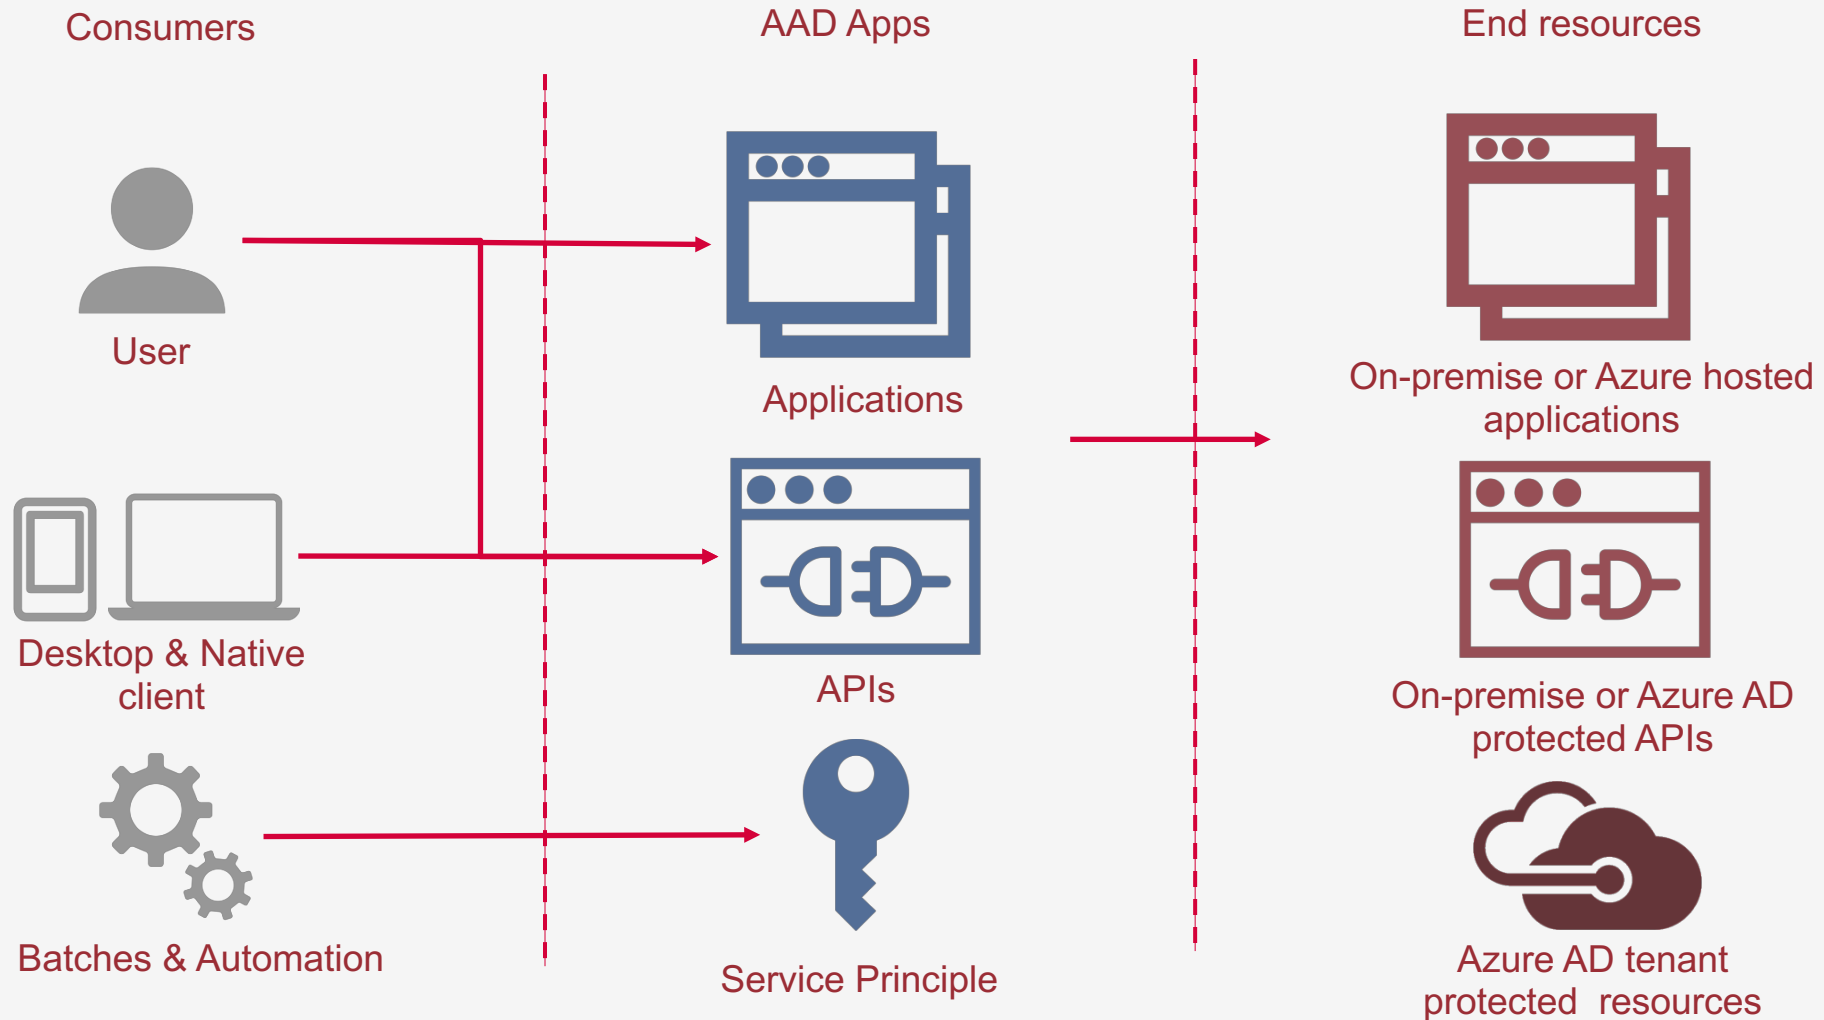 Consumers
AAD Apps
End resources
User
Applications
On-premise or Azure hosted
applications
Desktop & Native
client
APIs
On-premise or Azure AD
protected APIs
Batches & Automation
Service Principle
Azure AD tenant
protected resources